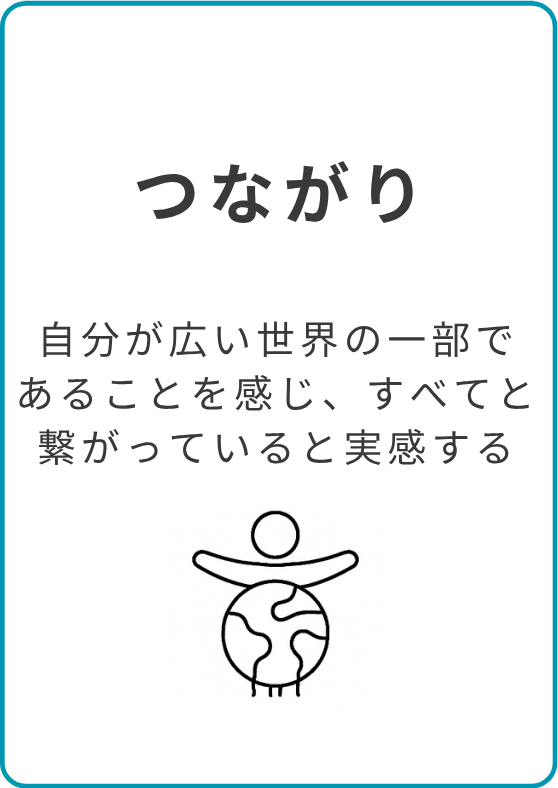 つながり
自分が広い世界の一部で
あることを感じ、すべてと
繋がっていると実感する